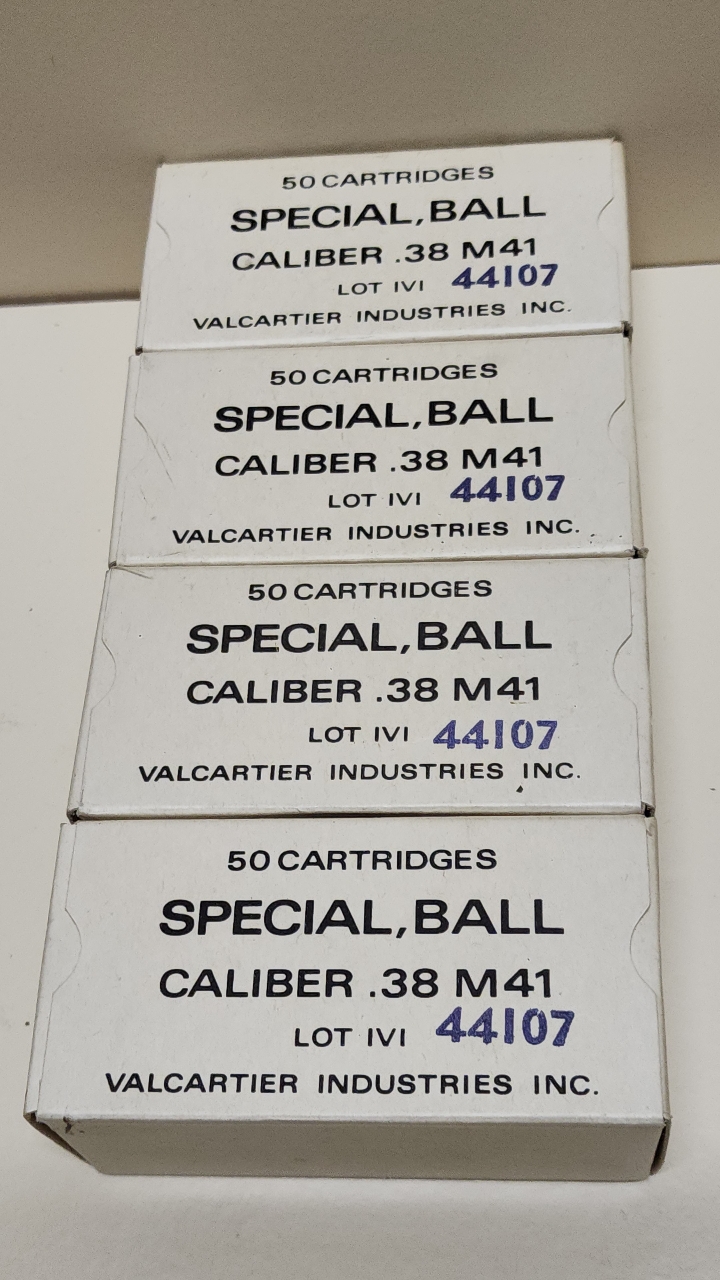 50 CARTRIDGES
SPECIAL, BALL
CALIBER .38 M41
LOT IVI 44107
VALCARTIER INDUSTRIES INC.
50 CARTRIDGES
SPECIAL, BALL
CALIBER .38 M41
LOT IVI 44107
VALCARTIER INDUSTRIES INC.
50 CARTRIDGES
SPECIAL, BALL
CALIBER .38 M41
LOT IVI 44107
VALCARTIER INDUSTRIES INC.
50 CARTRIDGES
SPECIAL, BALL
CALIBER .38 M41
LOT IVI 44107
VALCARTIER INDUSTRIES INC.